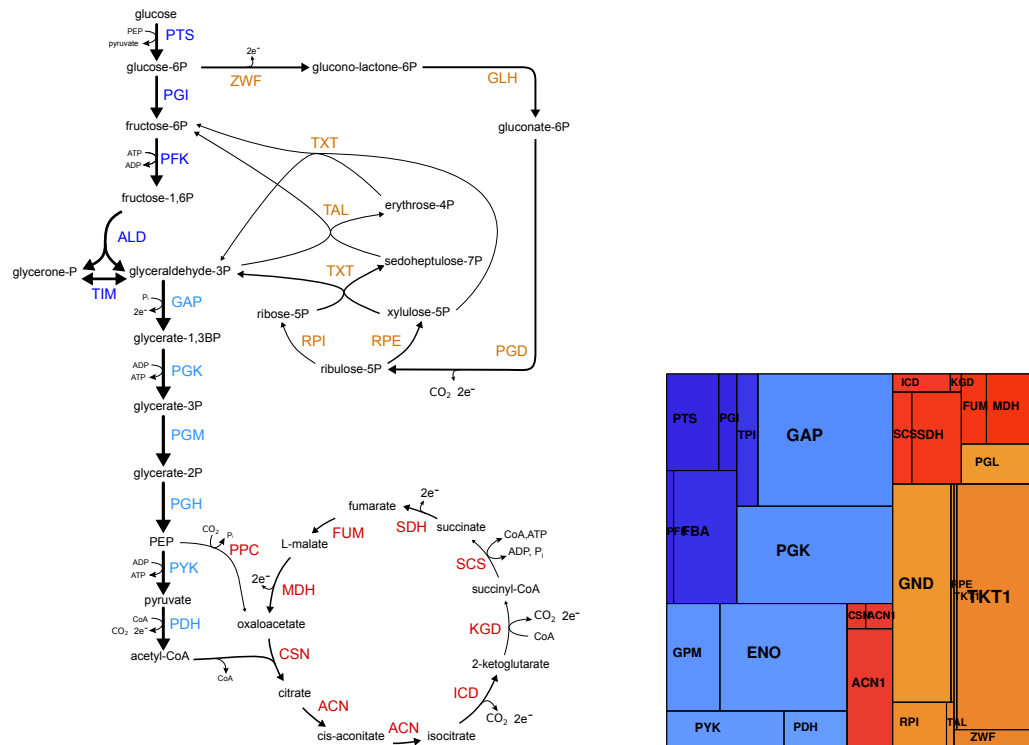 glucose
PEP
pyruvate
PTS
glucose-6P
2e⁻
ZWF
glucono-lactone-6P
GLH
PGI
fructose-6P
gluconate-6P
TXT
ATP
ADP
PFK
fructose-1,6P
erythrose-4P
TAL
ALD
sedoheptulose-7P
glycerone-P
glyceraldehyde-3P
TXT
TIM
Pᵢ
2e⁻
GAP
ribose-5P
xylulose-5P
glycerate-1,3BP
RPI
RPE
PGD
ribulose-5P
CO₂ 2e⁻
ADP
ATP
PGK
glycerate-3P
PGM
glycerate-2P
PGH
PEP
CO₂
Pᵢ
PPC
ADP
ATP
PYK
pyruvate
CoA
CO₂ 2e⁻
PDH
acetyl-CoA
CoA
fumarate
2e⁻
SDH
succinate
FUM
L-malate
CoA,ATP
ADP, Pᵢ
SCS
2e⁻
MDH
succinyl-CoA
oxaloacetate
KGD
CO₂ 2e⁻
CoA
CSN
2-ketoglutarate
citrate
ICD
ACN
CO₂ 2e⁻
cis-aconitate
ACN
isocitrate
PTS
PGI
TPI
GAP
ICD
KGD
FUM
MDH
SCS
SDH
PGL
FBA
PGK
GND
TKT1
GPM
ENO
CSN
ACN1
ACN1
PYK
PDH
RPI
TAL
ZWF